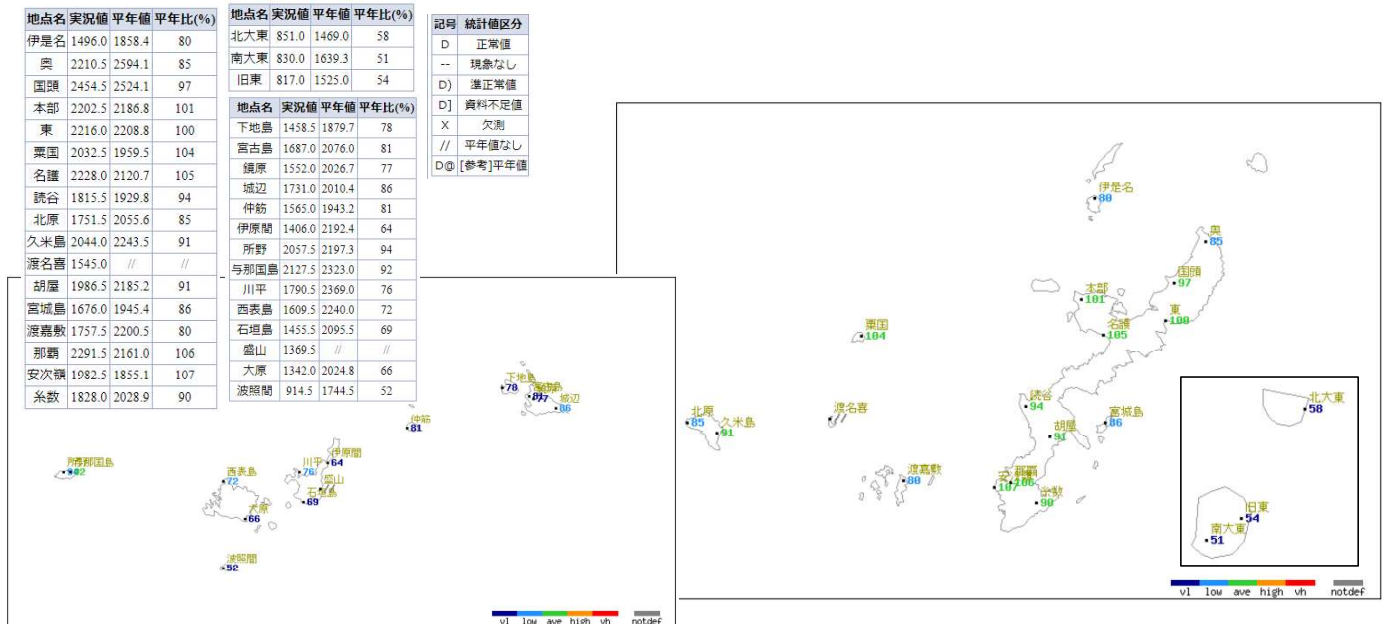 地点名 実況値 平年値 平年比(%)
伊是名 1496.0 1858.4 80
奥 2210.5 2594.1 85
国頭 2454.5 2524.1 97
本部 2202.5 2186.8 101
東 2216.0 2208.8 100
粟国 2032.5 1959.5 104
名護 2228.0 2120.7 105
読谷 1815.5 1929.8 94
北原 1751.5 2055.6 85
久米島 2044.0 2243.5 91
渡名喜 1545.0 // //
胡屋 1986.5 2185.2 91
宮城島 1676.0 1945.4 86
渡嘉敷 1757.5 2200.5 80
那覇 2291.5 2161.0 106
安次嶺 1982.5 1855.1 107
糸数 1828.0 2028.9 90
地点名 実況値 平年値 平年比(%)
北大東 851.0 1469.0 58
南大東 830.0 1639.3 51
旧東 817.0 1525.0 54
地点名 実況値 平年値 平年比(%)
下地島 1458.5 1879.7 78
宮古島 1687.0 2076.0 81
鏡原 1552.0 2026.7 77
城辺 1731.0 2010.4 86
仲筋 1565.0 1943.2 81
伊原間 1406.0 2192.4 64
所野 2057.5 2197.3 94
与那国島 2127.5 2323.0 92
川平 1790.5 2369.0 76
西表島 1609.5 2240.0 72
石垣島 1455.5 2095.5 69
盛山 1369.5 // //
大原 1342.0 2024.8 66
波照間 914.5 1744.5 52
記号 統計値区分
D 正常値
-- 現象なし
D) 準正常値
D] 資料不足値
X 欠測
// 平年値なし
D@ [参考]平年値
下地島
78
81
77
城辺
86
仲筋
81
伊原間
64
川平
76
盛山
//
石垣島
69
西表島
72
大原
66
波照間
52
92
vl low ave high vh notdef
伊是名
80
奥
85
国頭
97
本部
101
東
100
名護
105
粟国
104
読谷
94
北原
85
久米島
91
渡名喜
//
宮城島
86
胡屋
91
渡嘉敷
80
那覇
106
107
糸数
90
北大東
58
旧東
54
南大東
51
vl low ave high vh notdef